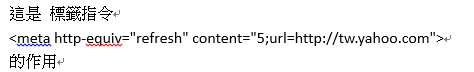 這是 標籤指令
<meta http-equiv="refresh" content="5;url=http://tw.yahoo.com">
的作用